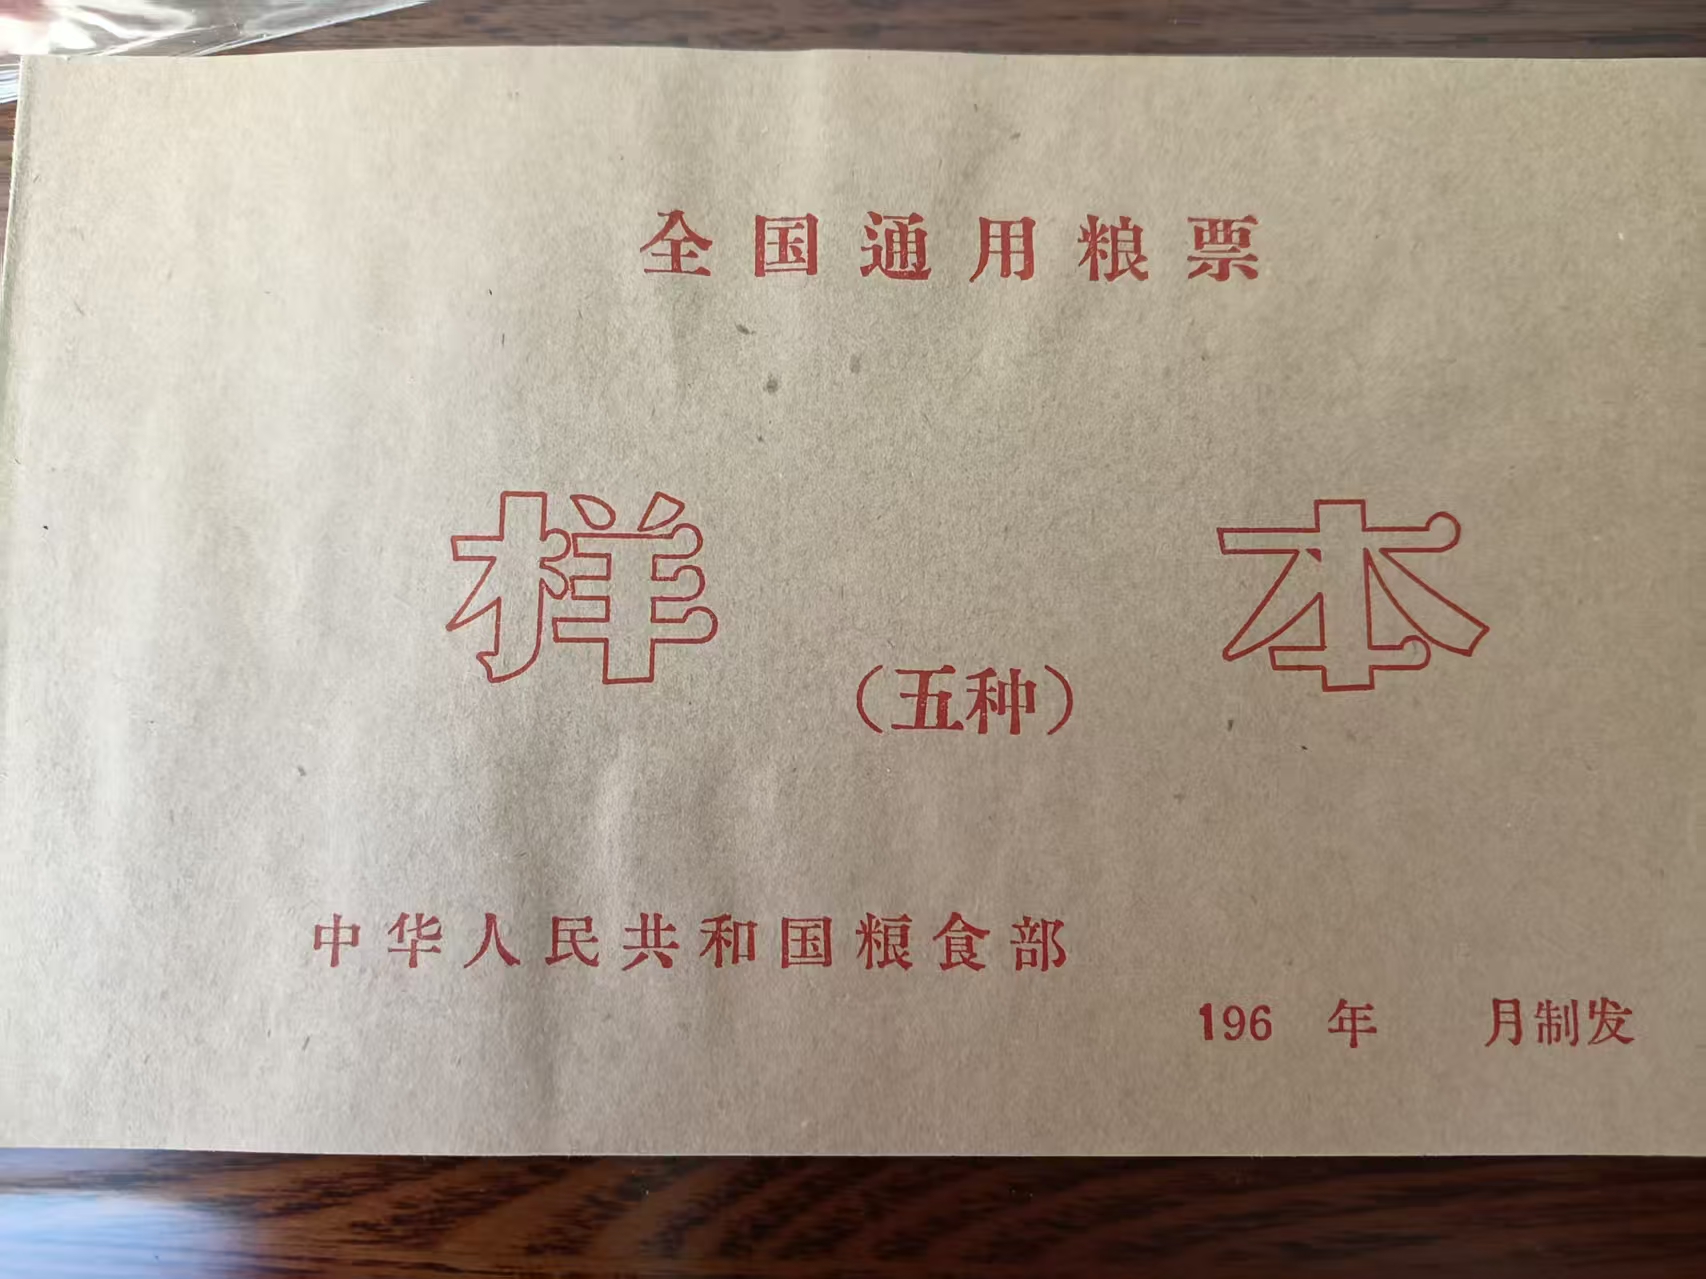 全国通用粮票
样本
（五种）
中华人民共和国粮食部
196 年 月制发